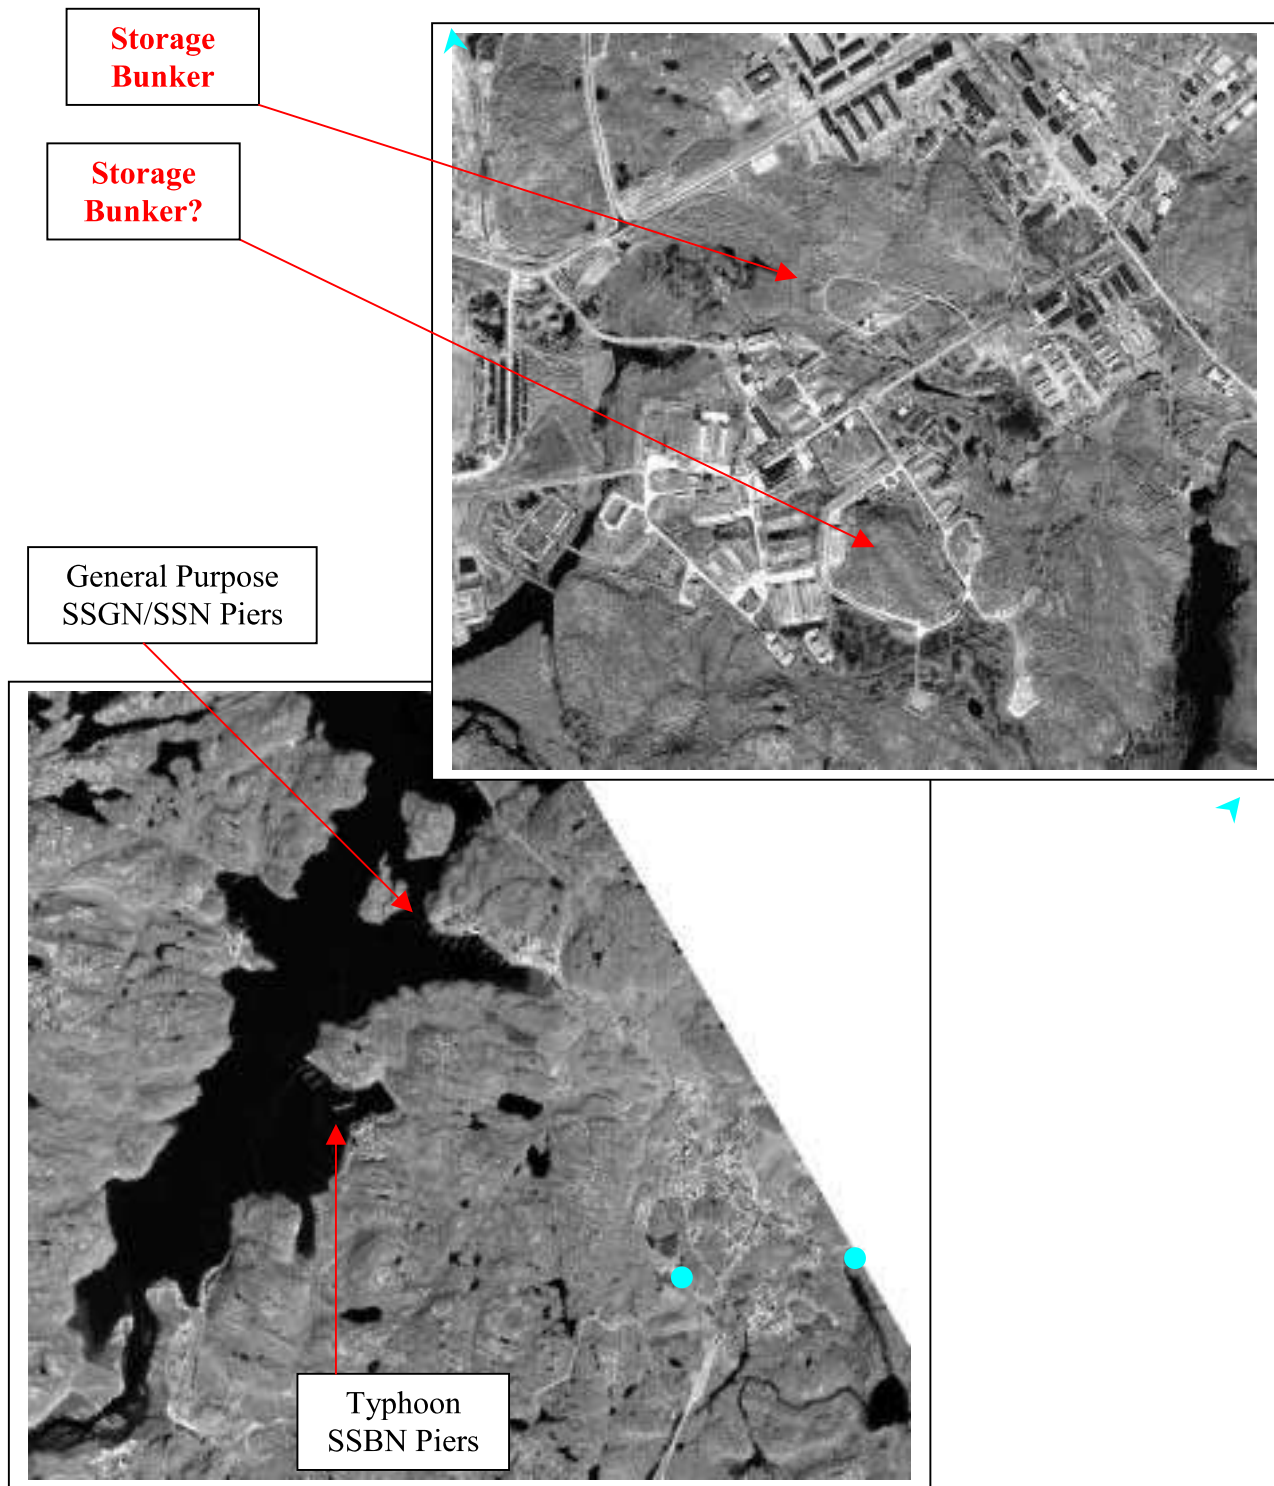 Storage
Bunker
Storage
Bunker?
General Purpose
SSGN/SSN Piers
Typhoon
SSBN Piers